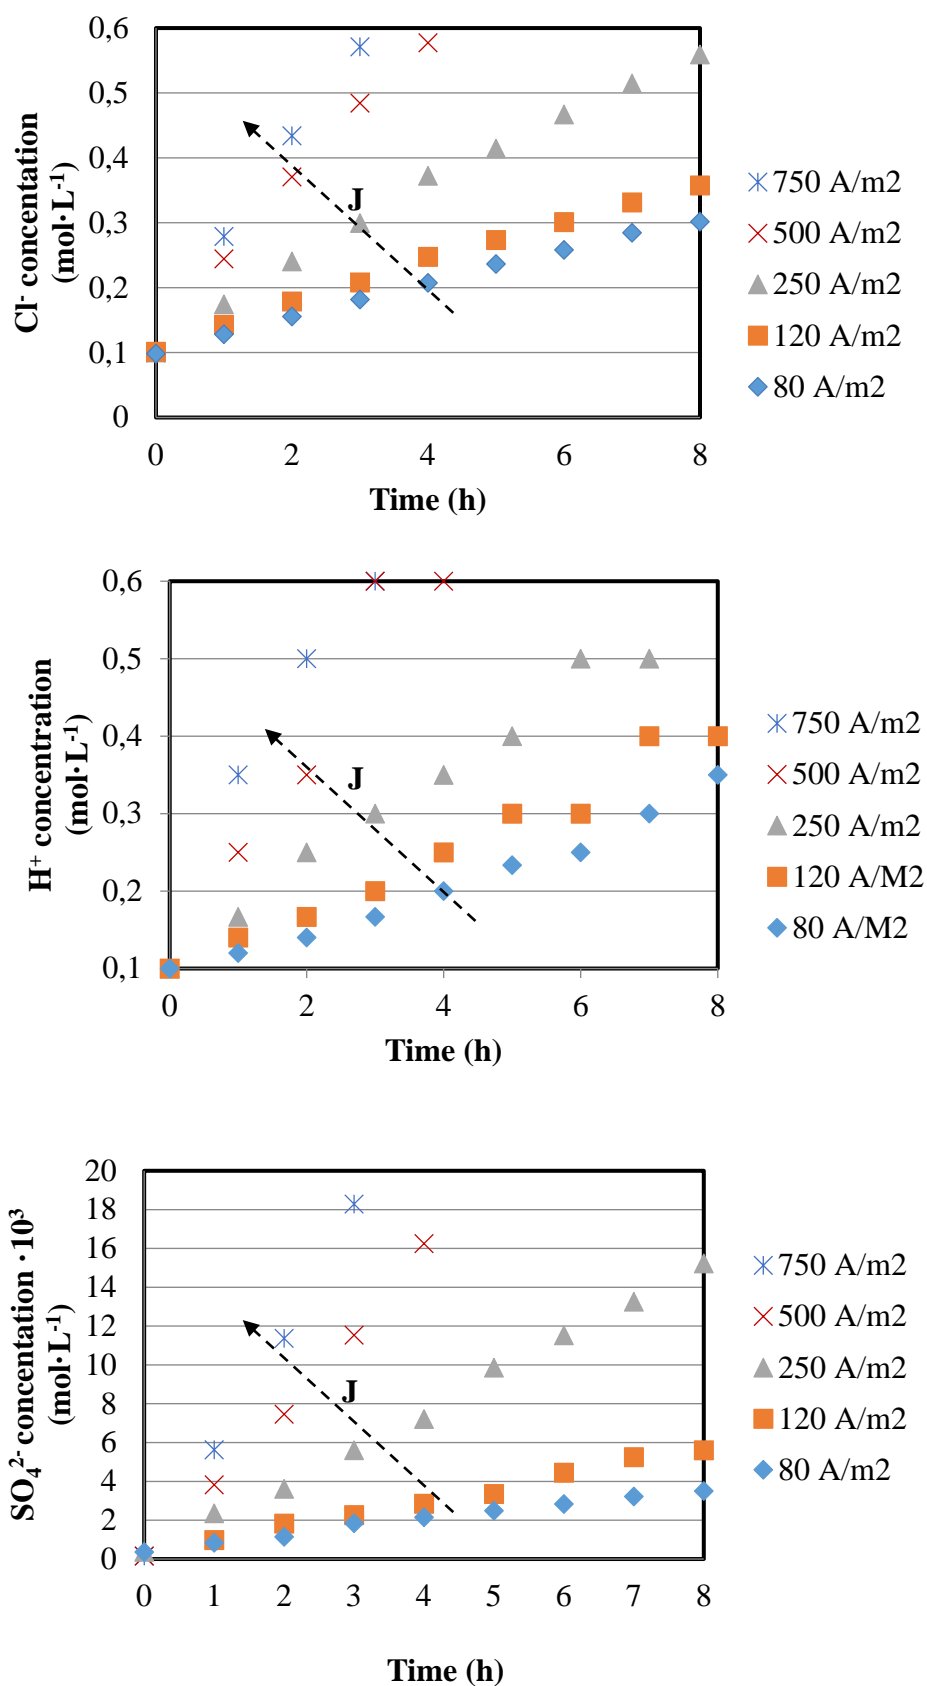 Cl- concentation
(mol·L-1)
0,6
0,5
0,4
0,3
0,2
0,1
0
J
0 2 4 6 8
Time (h)
750 A/m2
500 A/m2
250 A/m2
120 A/m2
80 A/m2
H+ concentration
(mol·L-1)
0,6
0,5
0,4
0,3
0,2
0,1
J
0 2 4 6 8
Time (h)
750 A/m2
500 A/m2
250 A/m2
120 A/M2
80 A/M2
SO42- concentation ·103
(mol·L-1)
20
18
16
14
12
10
8
6
4
2
0
J
0 1 2 3 4 5 6 7 8
Time (h)
750 A/m2
500 A/m2
250 A/m2
120 A/m2
80 A/m2